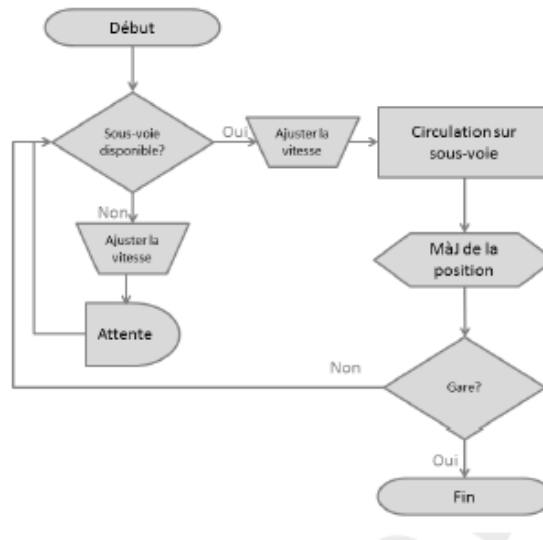 Début
Sous-voie
disponible?
Oui
Ajuster la
vitesse
Circulation sur
sous-voie
Non
Ajuster la
vitesse
MàJ de la
position
Attente
Non
Gare?
Oui
Fin